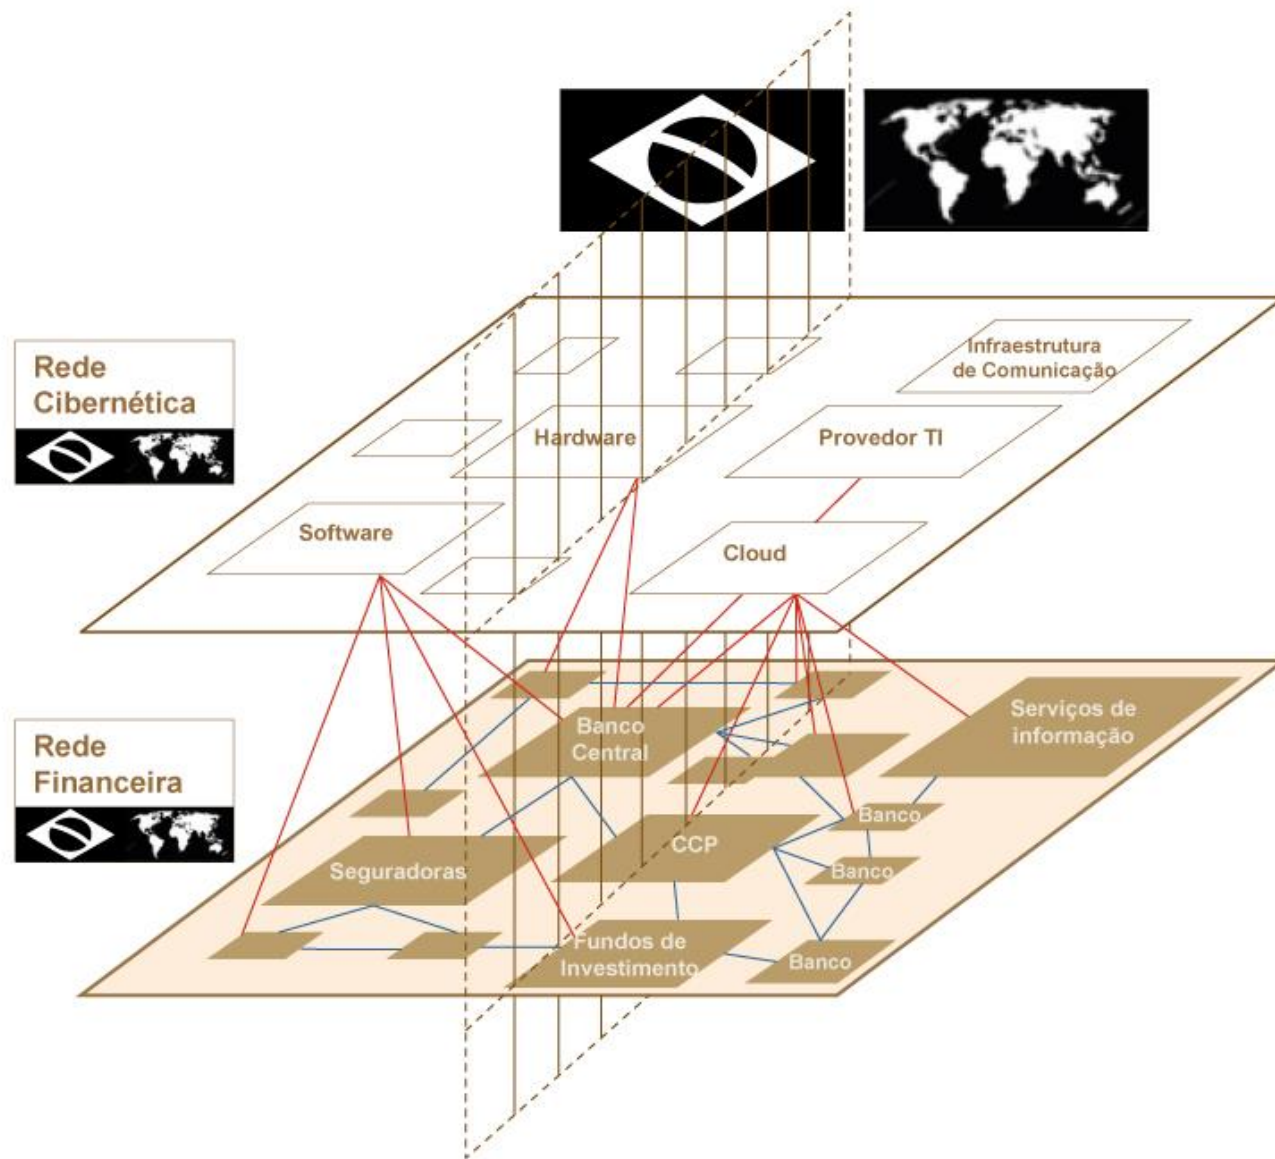 Rede
Cibernética
Infraestrutura
de Comunicação
Hardware
Provedor TI
Software
Cloud
Rede
Financeira
Banco
Central
Serviços de
informação
Banco
CCP
Seguradoras
Banco
Fundos de
Investimento
Banco